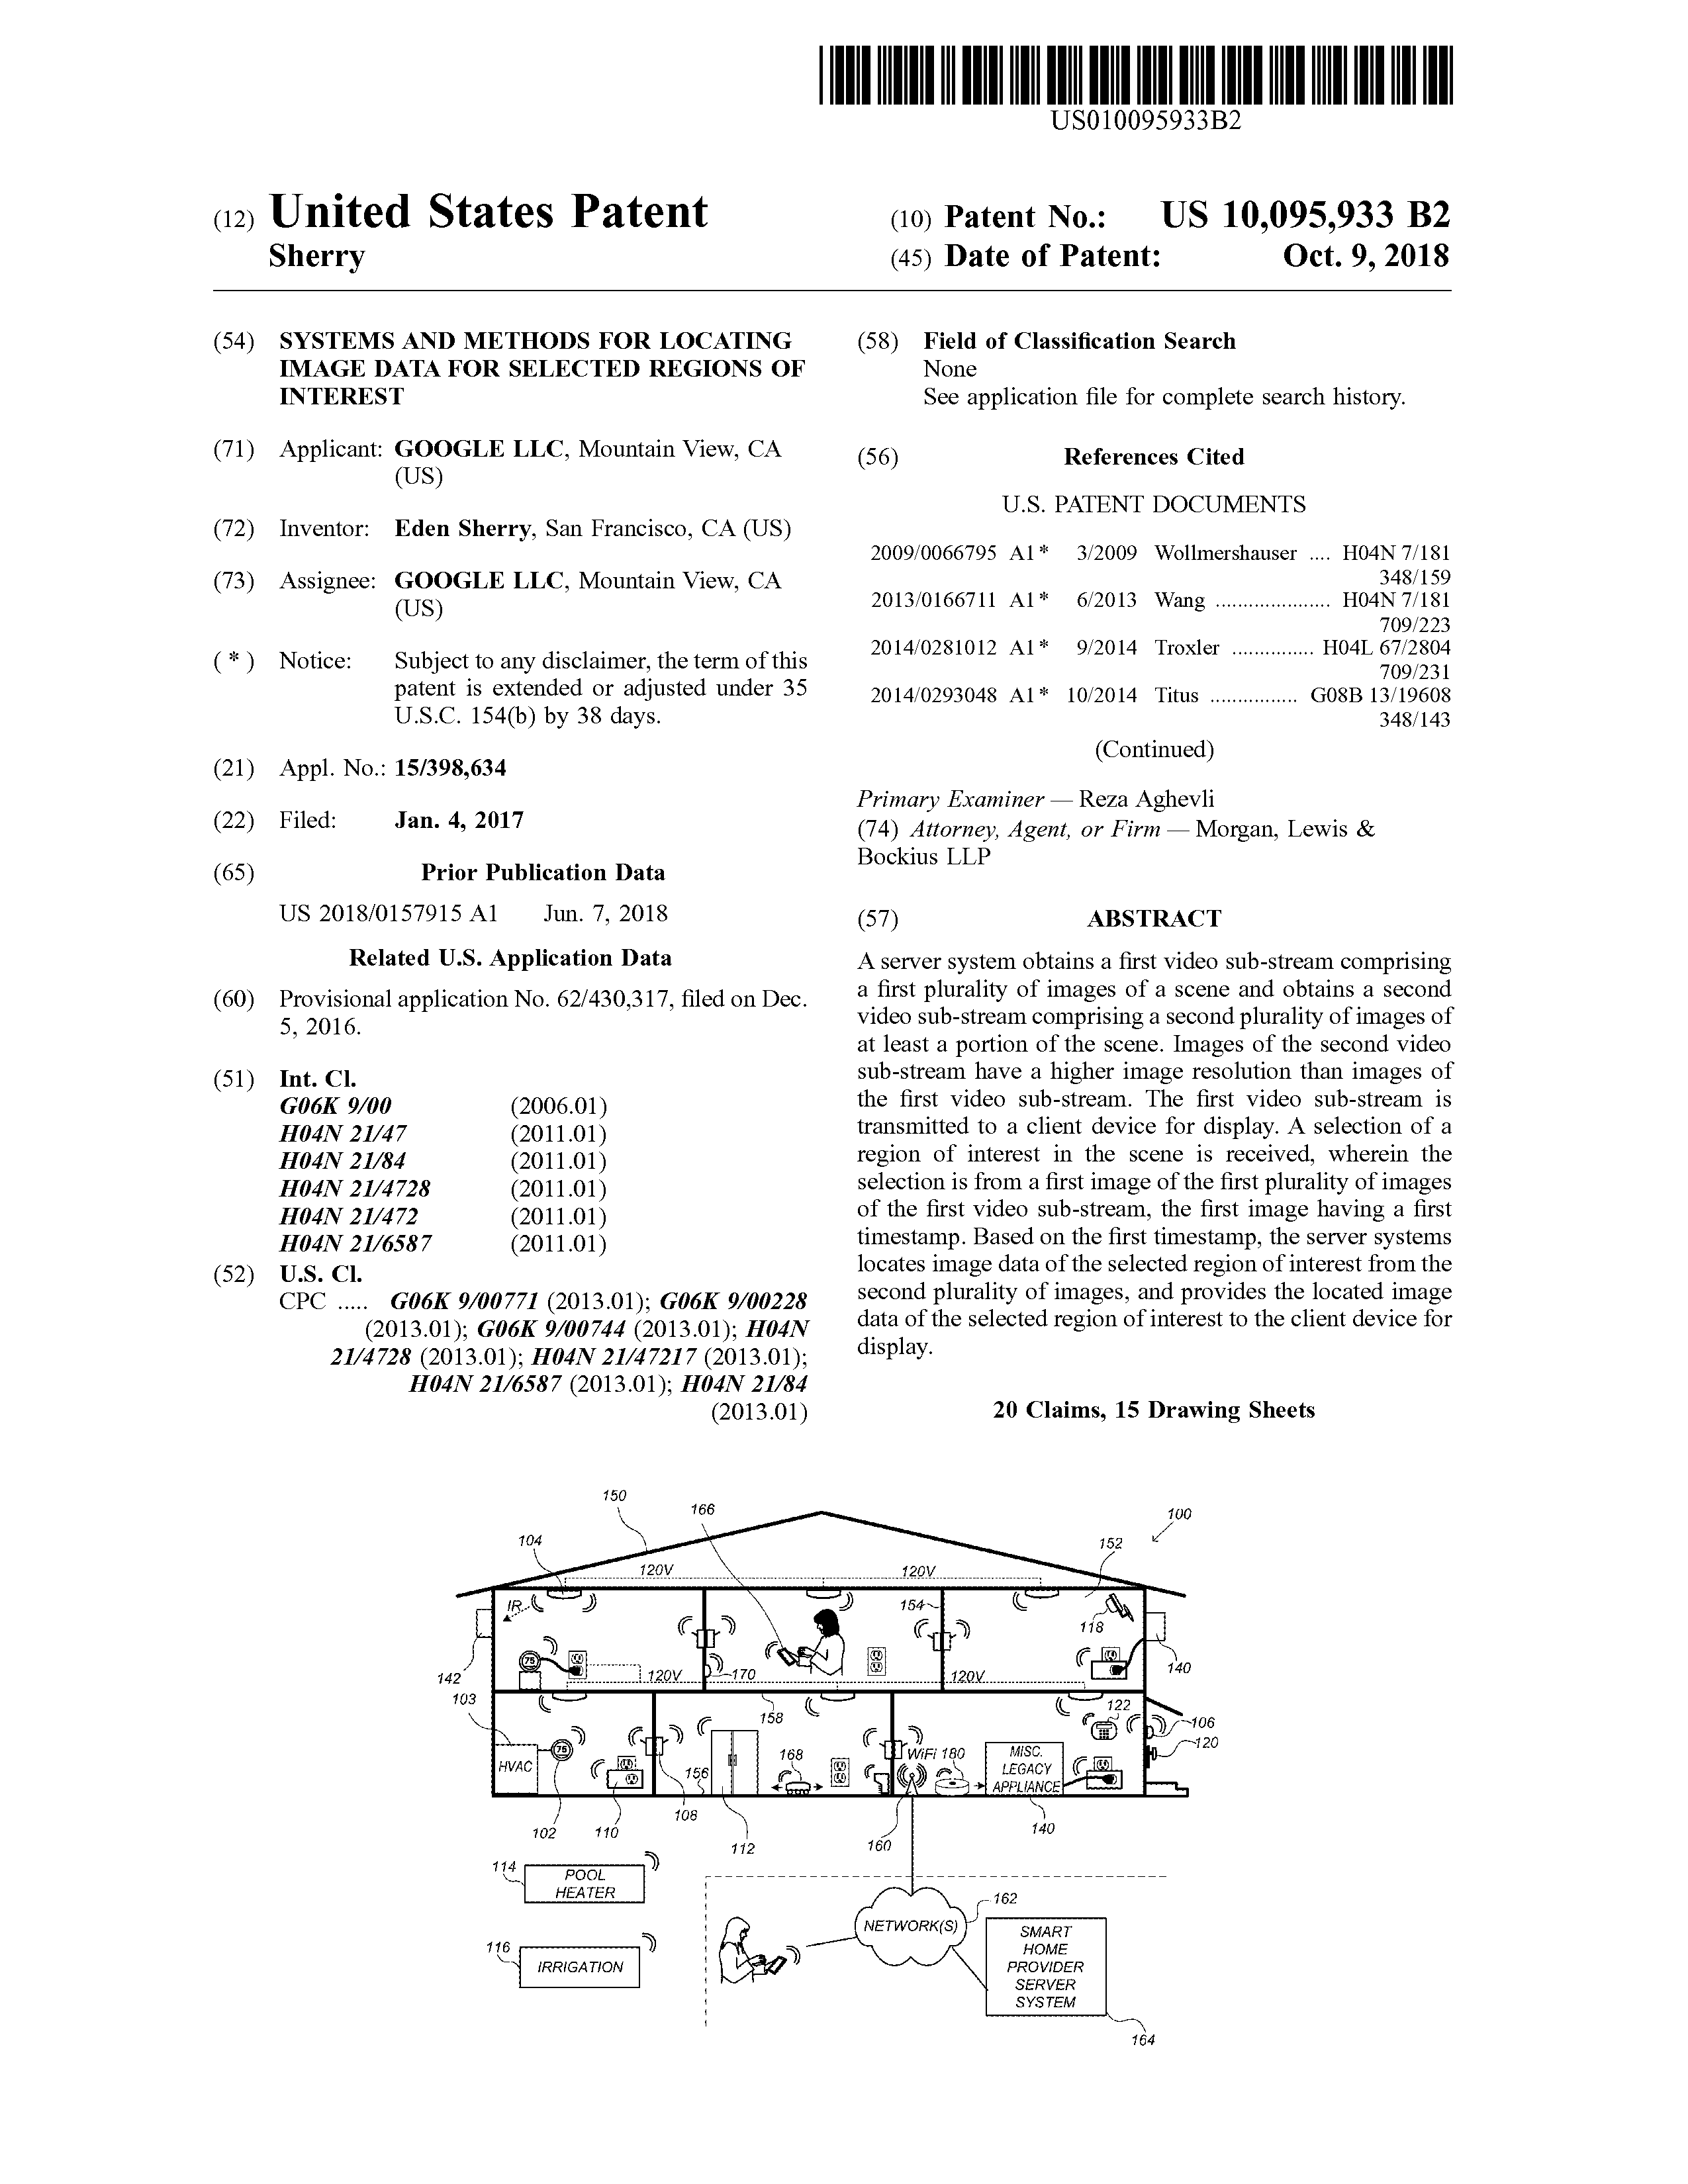 US010095933B2
(12) United States Patent
Sherry
(10) Patent No.: US 10,095,933 B2
(45) Date of Patent: Oct. 9, 2018
(54) SYSTEMS AND METHODS FOR LOCATING
IMAGE DATA FOR SELECTED REGIONS OF
INTEREST
(71) Applicant: GOOGLE LLC, Mountain View, CA
(US)
(72) Inventor: Eden Sherry, San Francisco, CA (US)
(73) Assignee: GOOGLE LLC, Mountain View, CA
(US)
( * ) Notice: Subject to any disclaimer, the term of this
patent is extended or adjusted under 35
U.S.C. 154(b) by 38 days.
(21) Appl. No.: 15/398,634
(22) Filed: Jan. 4, 2017
(65) Prior Publication Data
US 2018/0157915 A1 Jun. 7, 2018
Related U.S. Application Data
(60) Provisional application No. 62/430,317, filed on Dec.
5, 2016.
(51) Int. Cl.
G06K 9/00 (2006.01)
H04N 21/47 (2011.01)
H04N 21/84 (2011.01)
H04N 21/4728 (2011.01)
H04N 21/472 (2011.01)
H04N 21/6587 (2011.01)
(52) U.S. Cl.
CPC ..... G06K 9/00771 (2013.01); G06K 9/00228
(2013.01); G06K 9/00744 (2013.01); H04N
21/4728 (2013.01); H04N 21/47217 (2013.01);
H04N 21/6587 (2013.01); H04N 21/84
(2013.01)
(58) Field of Classification Search
None
See application file for complete search history.
(56) References Cited
U.S. PATENT DOCUMENTS
2009/0066795 A1* 3/2009 Wollmershauser .... H04N 7/181
348/159
2013/0166711 A1* 6/2013 Wang ..................... H04N 7/181
709/223
2014/0281012 A1* 9/2014 Troxler ............... H04L 67/2804
709/231
2014/0293048 A1* 10/2014 Titus ................ G08B 13/19608
348/143
(Continued)
Primary Examiner — Reza Aghevli
(74) Attorney, Agent, or Firm — Morgan, Lewis &
Bockius LLP
(57) ABSTRACT
A server system obtains a first video sub-stream comprising
a first plurality of images of a scene and obtains a second
video sub-stream comprising a second plurality of images of
at least a portion of the scene. Images of the second video
sub-stream have a higher image resolution than images of
the first video sub-stream. The first video sub-stream is
transmitted to a client device for display. A selection of a
region of interest in the scene is received, wherein the
selection is from a first image of the first plurality of images
of the first video sub-stream, the first image having a first
timestamp. Based on the first timestamp, the server systems
locates image data of the selected region of interest from the
second plurality of images, and provides the located image
data of the selected region of interest to the client device for
display.
20 Claims, 15 Drawing Sheets
150
166
100
104
152
120V
120V
IR
154
118
75
142
120V
170
120V
140
103
158
122
106
120
HVAC
75
168
WiFi 180
MISC.
LEGACY
APPLIANCE
156
108
102
110
112
160
140
114
POOL
HEATER
162
NETWORK(S)
116
IRRIGATION
SMART
HOME
PROVIDER
SERVER
SYSTEM
164